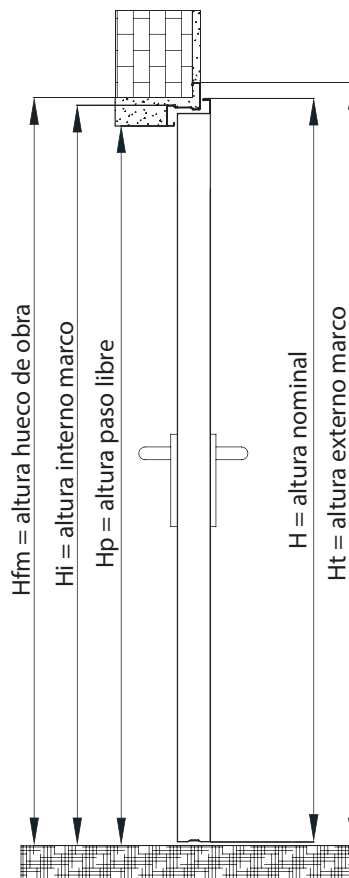 Hfm = altura hueco de obra
Hi = altura interno marco
Hp = altura paso libre
H = altura nominal
Ht = altura externo marco